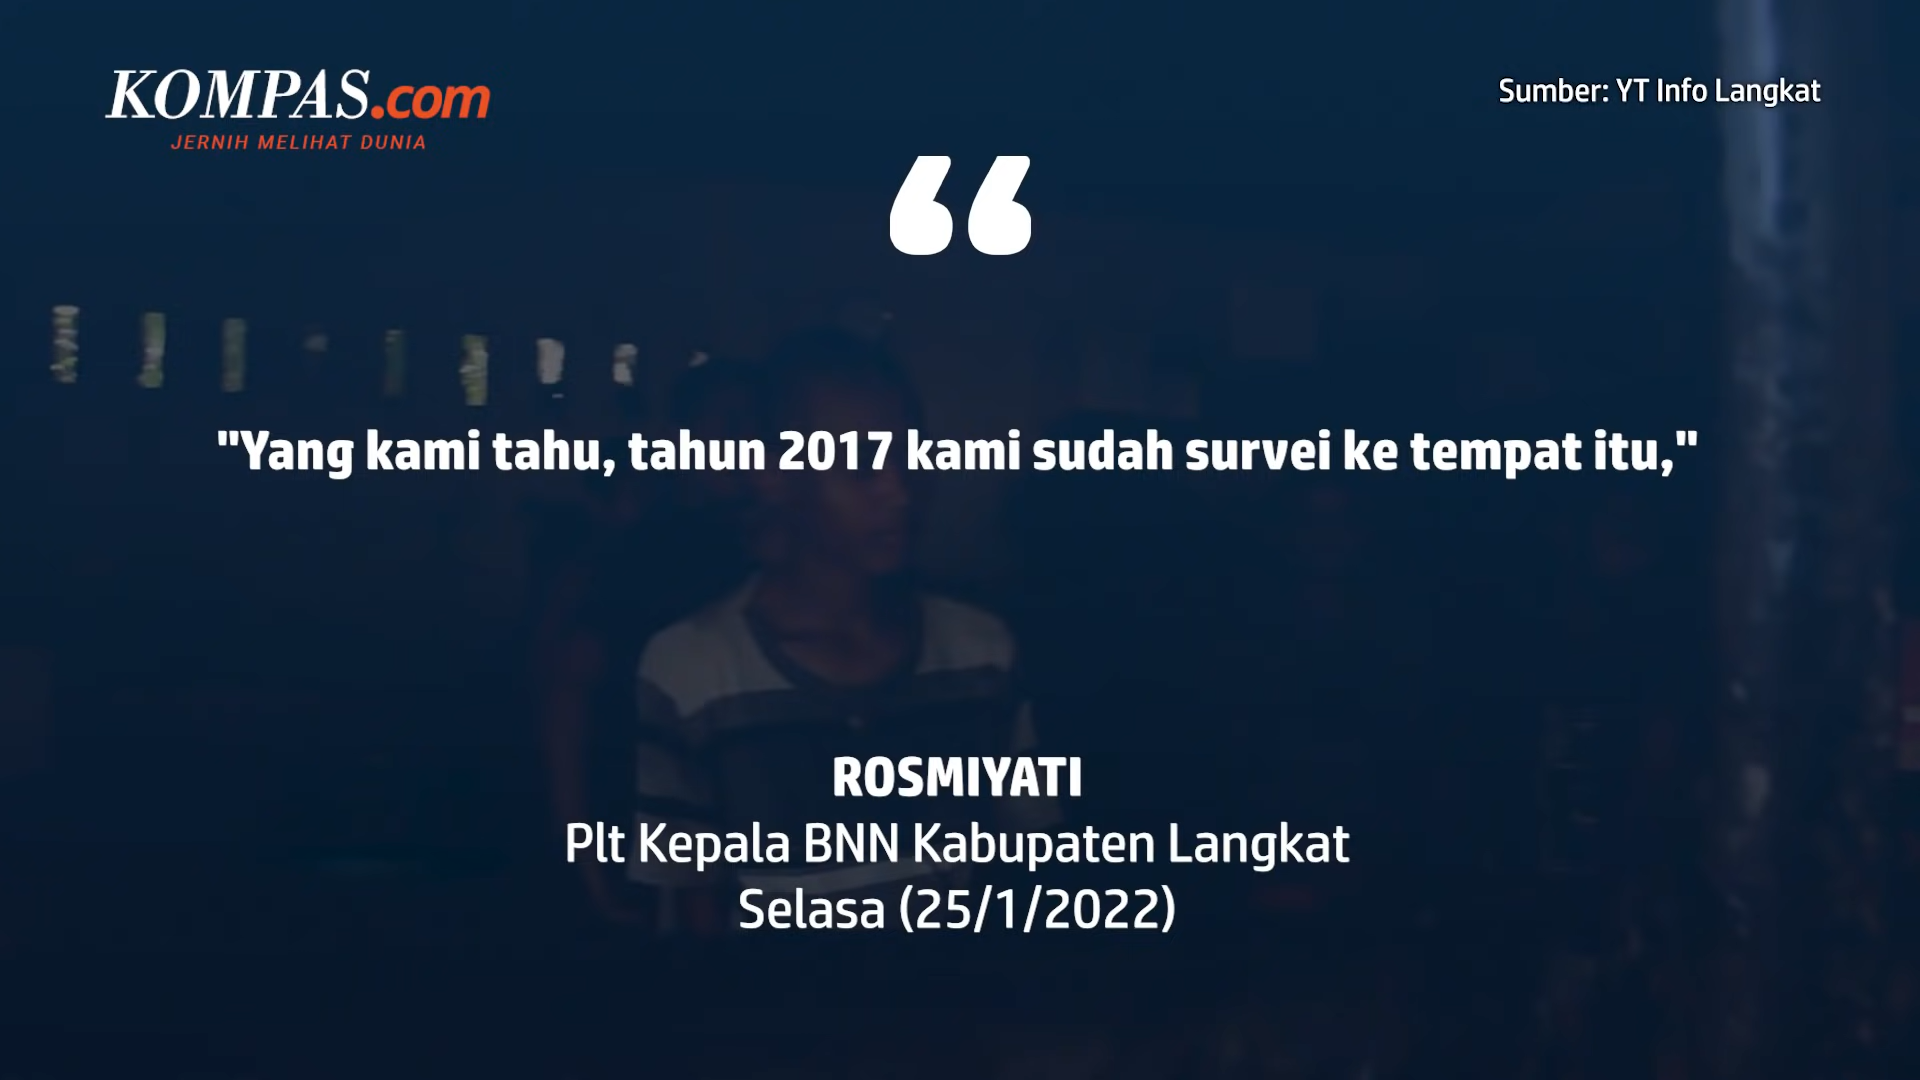 KOMPAS.com
JERNIH MELIHAT DUNIA
Sumber: YT Info Langkat
“
"Yang kami tahu, tahun 2017 kami sudah survei ke tempat itu,"
ROSMIYATI
Plt Kepala BNN Kabupaten Langkat
Selasa (25/1/2022)